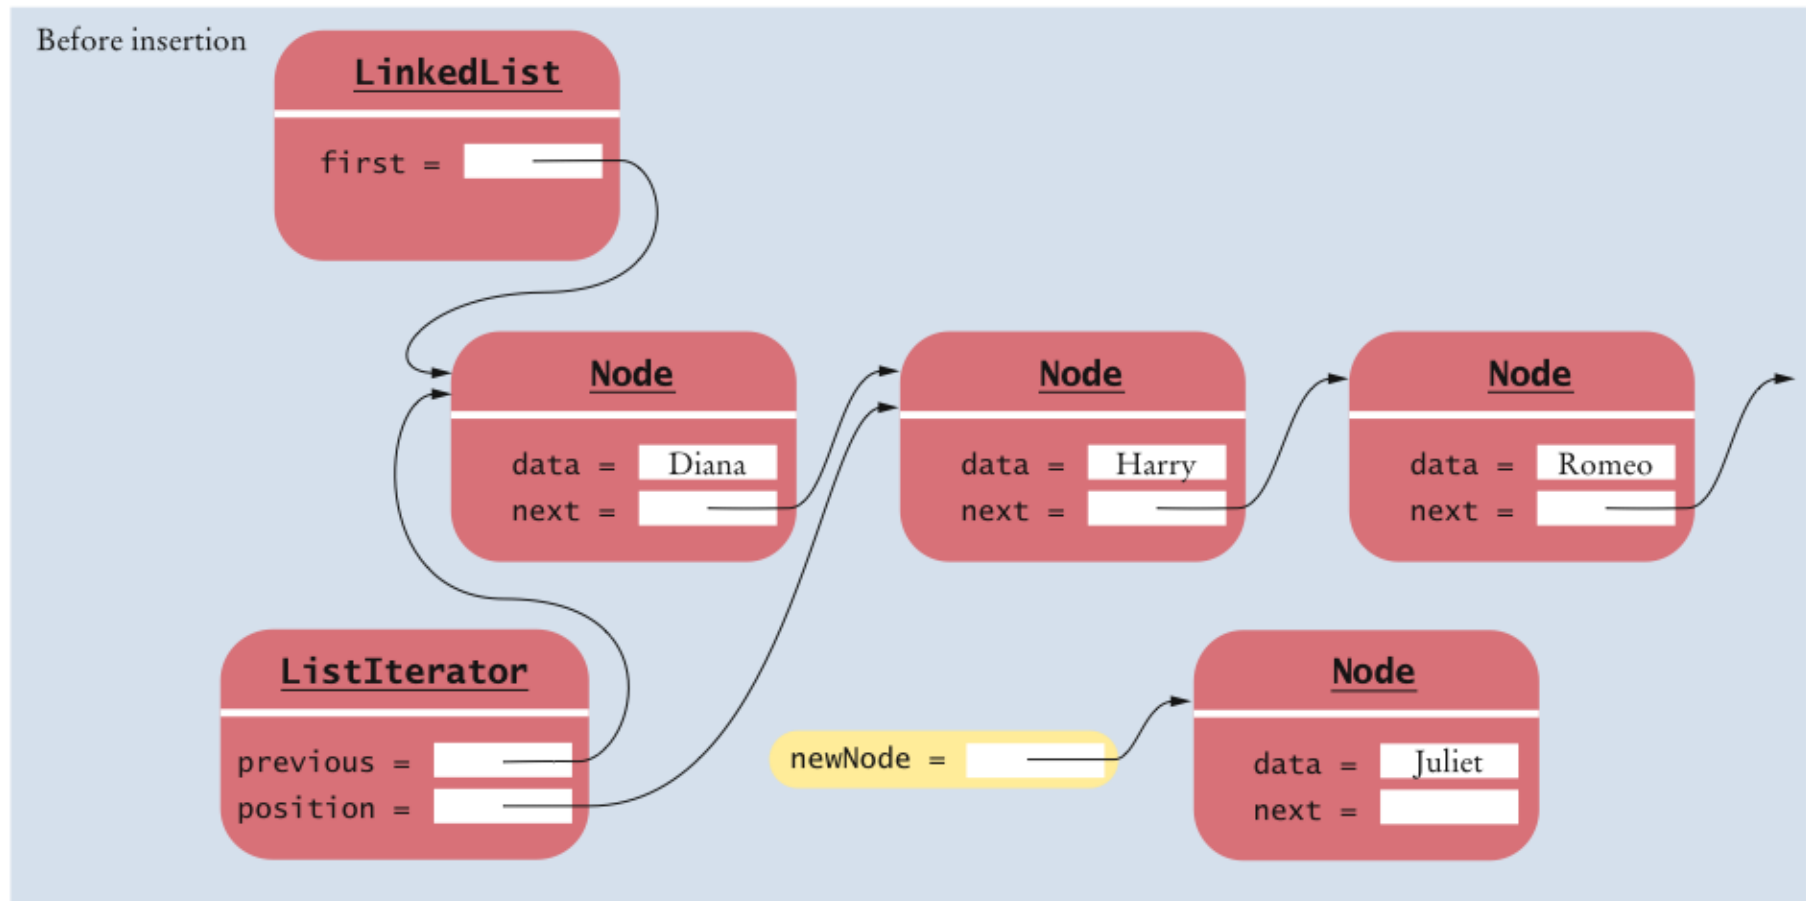 Before insertion
LinkedList
first =
Node
data = Diana
next =
Node
data = Harry
next =
Node
data = Romeo
next =
ListIterator
previous =
position =
newNode =
Node
data = Juliet
next =